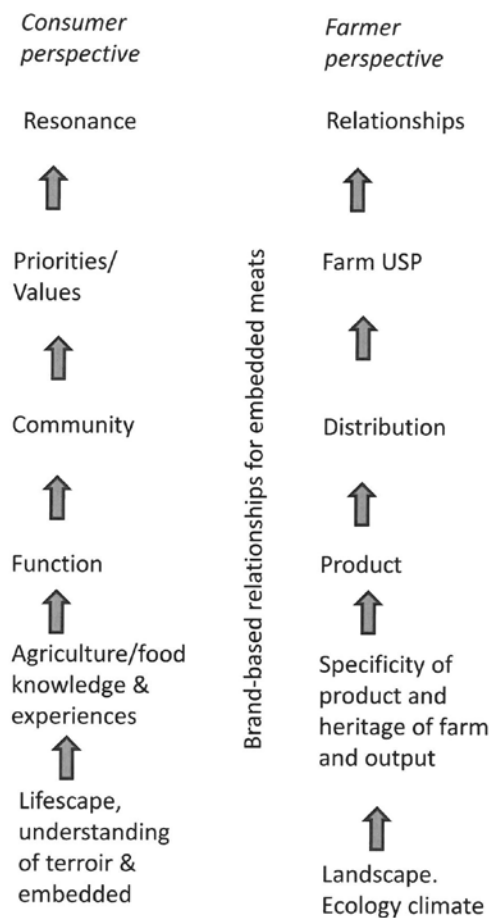 Consumer
perspective
Resonance
Priorities/
Values
Community
Function
Agriculture/food
knowledge &
experiences
Lifescape,
understanding
of terroir &
embedded
Brand-based relationships for embedded meats
Farmer
perspective
Relationships
Farm USP
Distribution
Product
Specificity of
product and
heritage of farm
and output
Landscape.
Ecology climate